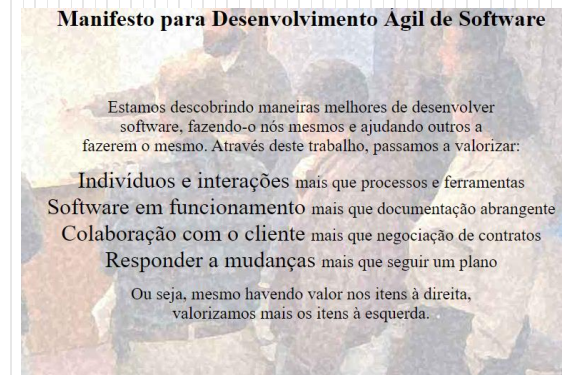 Manifesto para Desenvolvimento Ágil de Software
Estamos descobrindo maneiras melhores de desenvolver
software, fazendo-o nós mesmos e ajudando outros a
fazerem o mesmo. Através deste trabalho, passamos a valorizar:
Indivíduos e interações mais que processos e ferramentas
Software em funcionamento mais que documentação abrangente
Colaboração com o cliente mais que negociação de contratos
Responder a mudanças mais que seguir um plano
Ou seja, mesmo havendo valor nos itens à direita,
valorizamos mais os itens à esquerda.